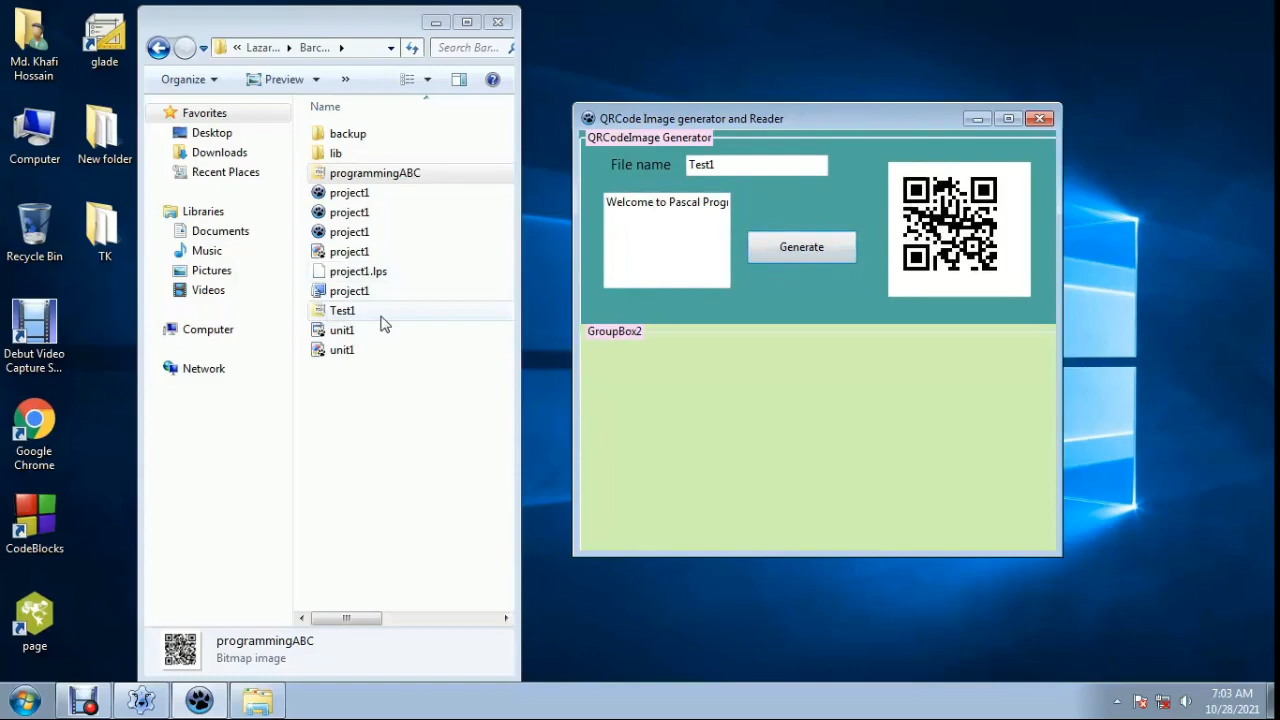 Md. Khafi
Hossain
glade
Computer
New folder
Recycle Bin
TK
Debut Video
Capture S...
Google
Chrome
CodeBlocks
page
« Lazar...
Barc...
Search Bar...
Organize
Preview
»
Favorites
Desktop
Downloads
Recent Places
Libraries
Documents
Music
Pictures
Videos
Computer
Network
Name
backup
lib
programmingABC
project1
project1
project1
project1
project1.lps
project1
Test1
unit1
unit1
programmingABC
Bitmap image
QRCode Image generator and Reader
QRCodeImage Generator
File name
Test1
Welcome to Pascal Progr
Generate
GroupBox2
7:03 AM
10/28/2021